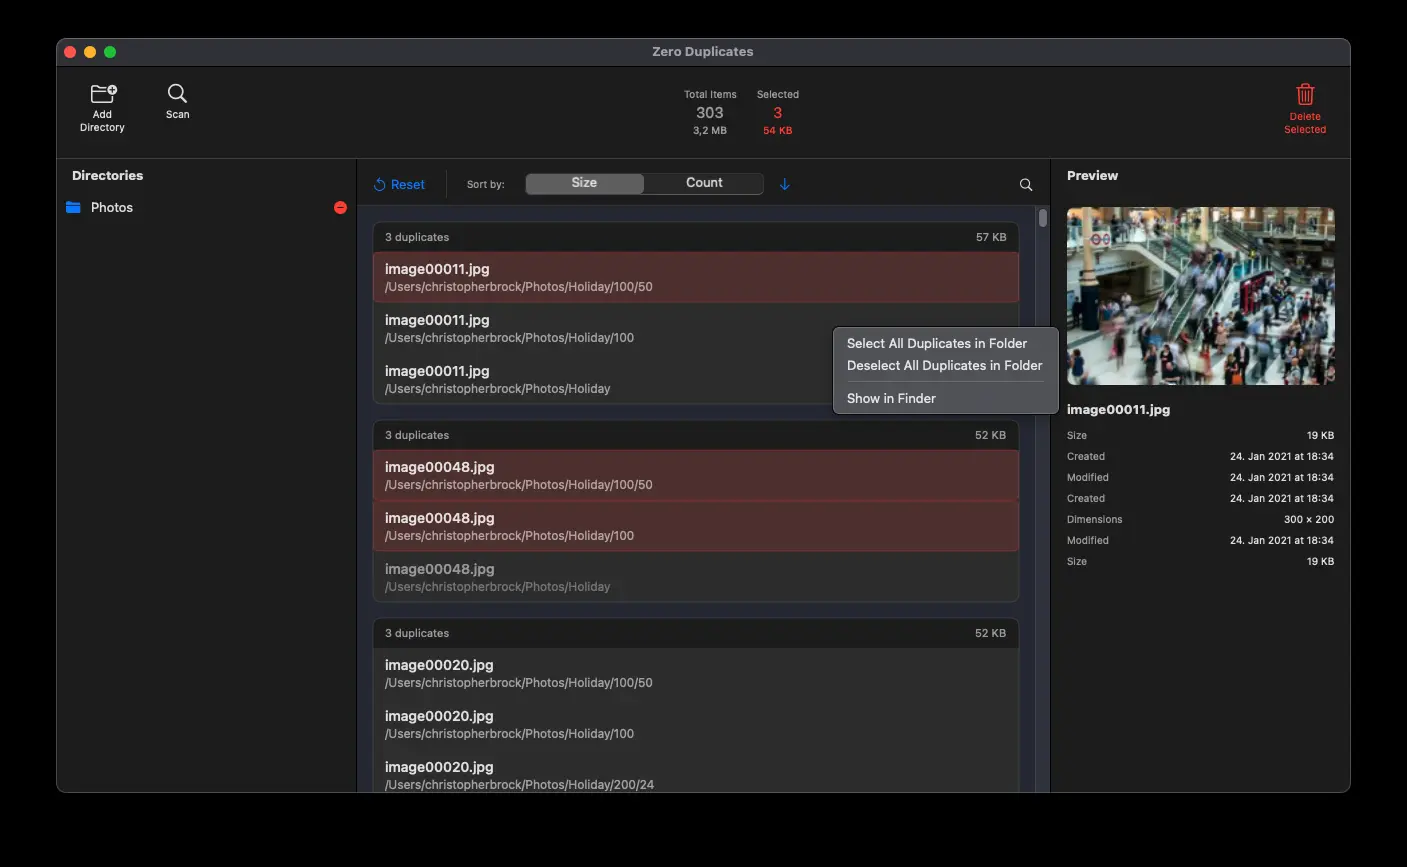 Zero Duplicates
Add
Directory
Scan
Total Items
303
3,2 MB
Selected
3
54 KB
Delete
Selected
Directories
Photos
Reset
Sort by:
Size
Count
3 duplicates 57 KB
image00011.jpg
/Users/christopherbrock/Photos/Holiday/100/50
image00011.jpg
/Users/christopherbrock/Photos/Holiday/100
image00011.jpg
/Users/christopherbrock/Photos/Holiday
Select All Duplicates in Folder
Deselect All Duplicates in Folder
Show in Finder
3 duplicates 52 KB
image00048.jpg
/Users/christopherbrock/Photos/Holiday/100/50
image00048.jpg
/Users/christopherbrock/Photos/Holiday/100
image00048.jpg
/Users/christopherbrock/Photos/Holiday
3 duplicates 52 KB
image00020.jpg
/Users/christopherbrock/Photos/Holiday/100/50
image00020.jpg
/Users/christopherbrock/Photos/Holiday/100
image00020.jpg
/Users/christopherbrock/Photos/Holiday/200/24
Preview
image00011.jpg
Size 19 KB
Created 24. Jan 2021 at 18:34
Modified 24. Jan 2021 at 18:34
Created 24. Jan 2021 at 18:34
Dimensions 300 × 200
Modified 24. Jan 2021 at 18:34
Size 19 KB